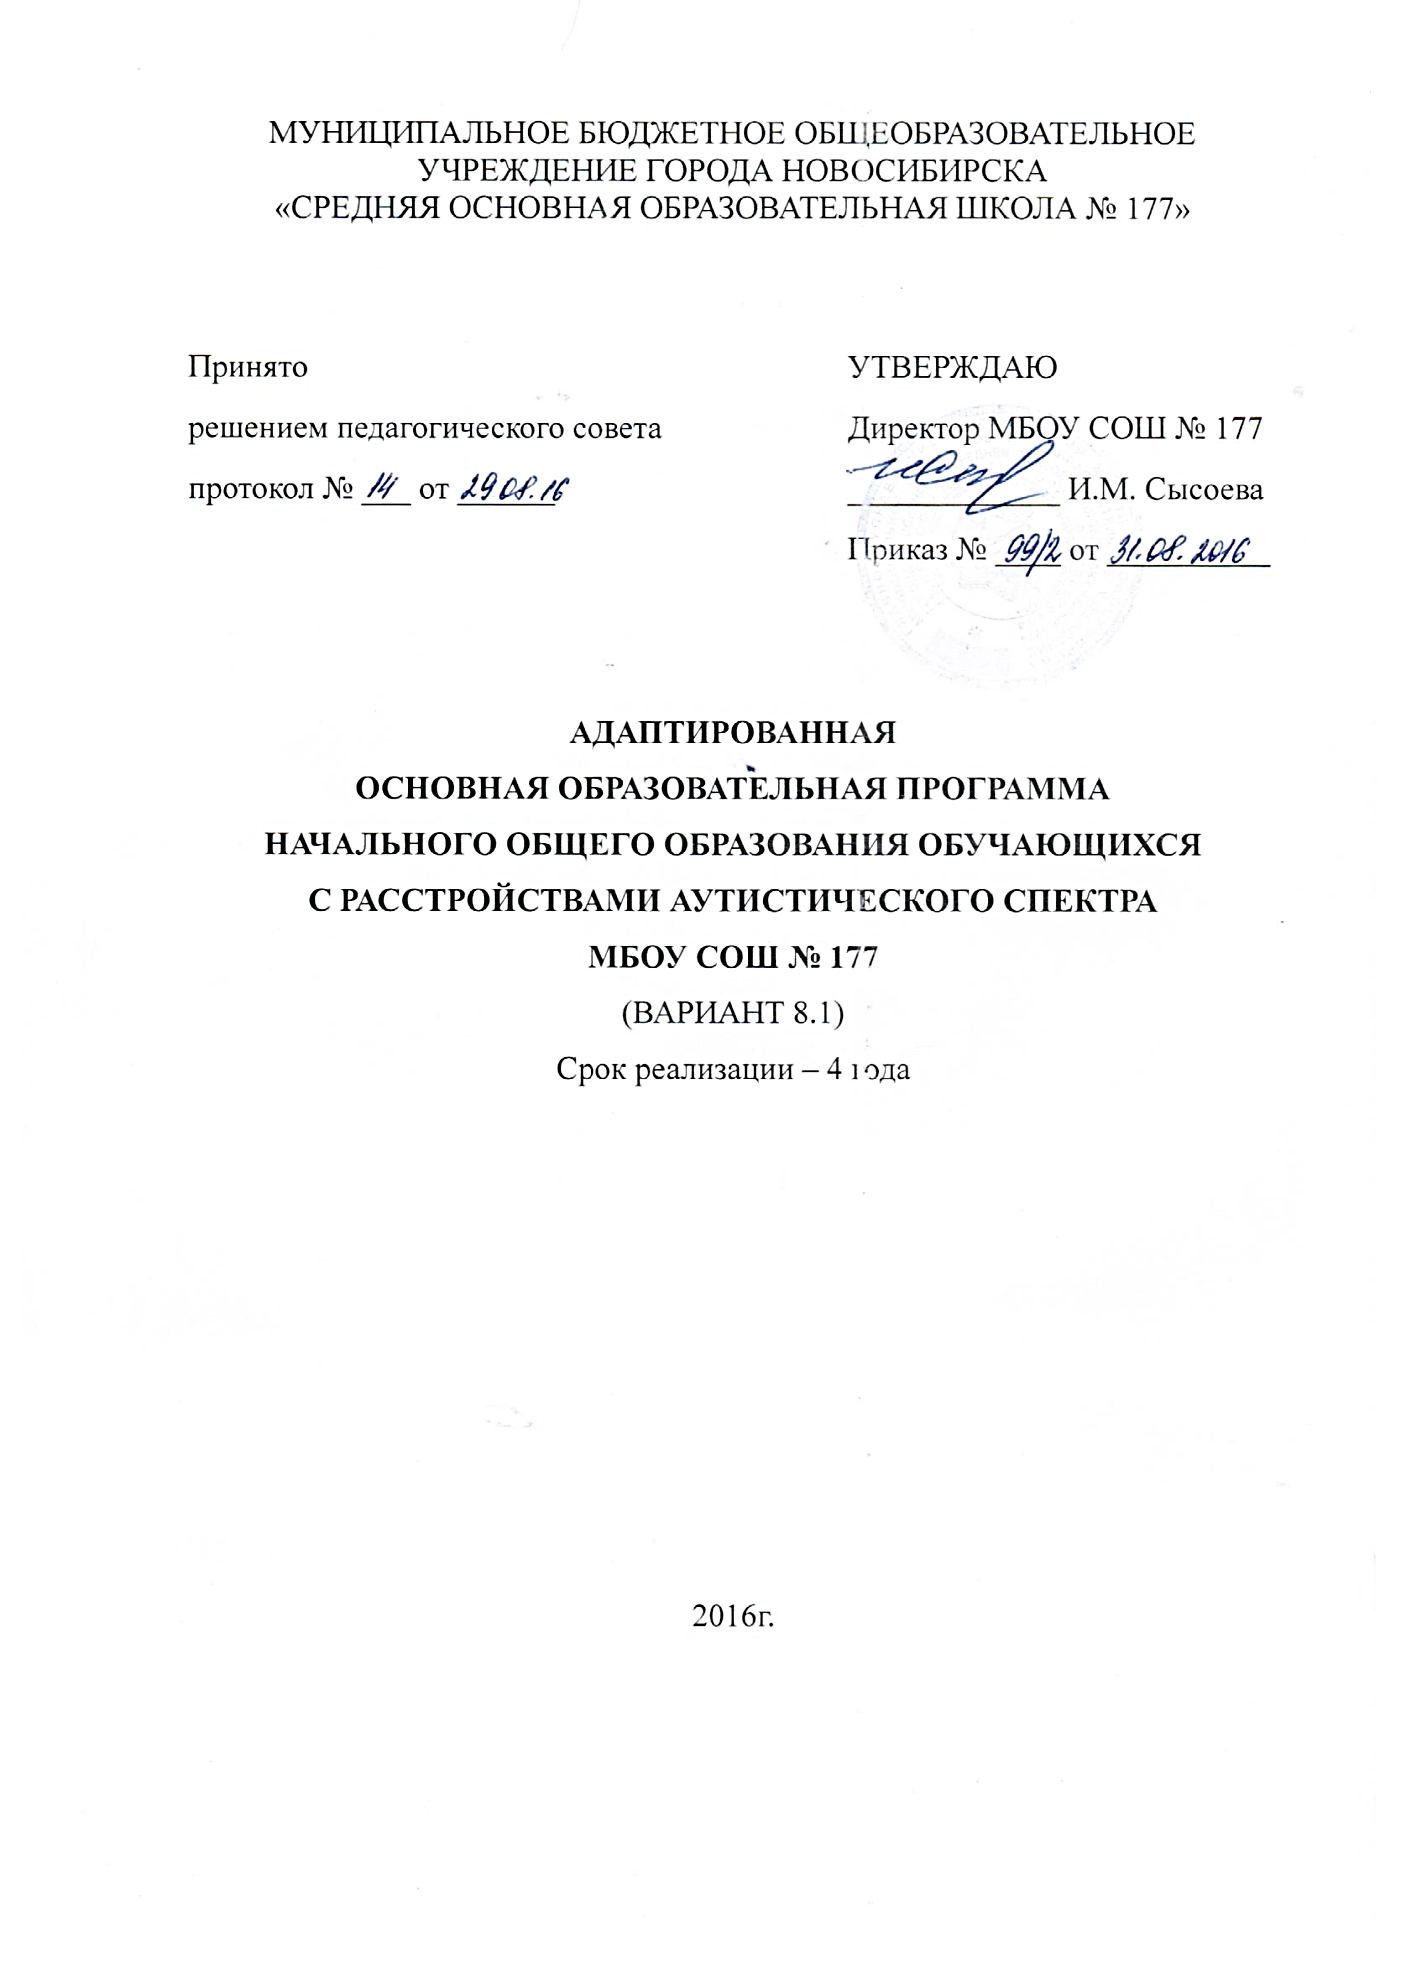 МУНИЦИПАЛЬНОЕ БЮДЖЕТНОЕ ОБЩЕОБРАЗОВАТЕЛЬНОЕ
УЧРЕЖДЕНИЕ ГОРОДА НОВОСИБИРСКА
«СРЕДНЯЯ ОСНОВНАЯ ОБРАЗОВАТЕЛЬНАЯ ШКОЛА № 177»
Принято
решением педагогического совета
протокол № 14 от 29.08.16
УТВЕРЖДАЮ
Директор МБОУ СОШ № 177
И.М. Сысоева
Приказ № 99/2 от 31.08.2016
АДАПТИРОВАННАЯ
ОСНОВНАЯ ОБРАЗОВАТЕЛЬНАЯ ПРОГРАММА
НАЧАЛЬНОГО ОБЩЕГО ОБРАЗОВАНИЯ ОБУЧАЮЩИХСЯ
С РАССТРОЙСТВАМИ АУТИСТИЧЕСКОГО СПЕКТРА
МБОУ СОШ № 177
(ВАРИАНТ 8.1)
Срок реализации – 4 года
2016г.